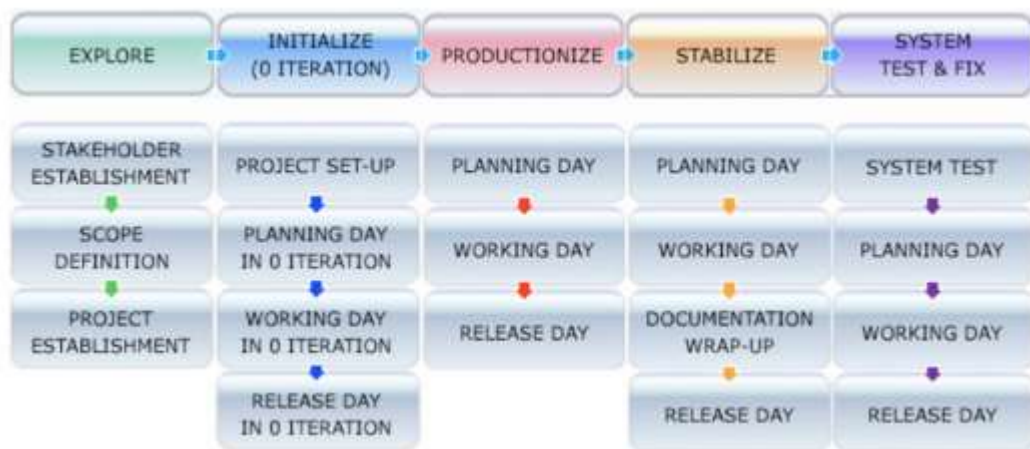 EXPLORE
INITIALIZE
(0 ITERATION)
PRODUCTIONIZE
STABILIZE
SYSTEM
TEST & FIX
STAKEHOLDER
ESTABLISHMENT
SCOPE
DEFINITION
PROJECT
ESTABLISHMENT
PROJECT SET-UP
PLANNING DAY
IN 0 ITERATION
WORKING DAY
IN 0 ITERATION
RELEASE DAY
IN 0 ITERATION
PLANNING DAY
WORKING DAY
RELEASE DAY
PLANNING DAY
WORKING DAY
DOCUMENTATION
WRAP-UP
RELEASE DAY
SYSTEM TEST
PLANNING DAY
WORKING DAY
RELEASE DAY